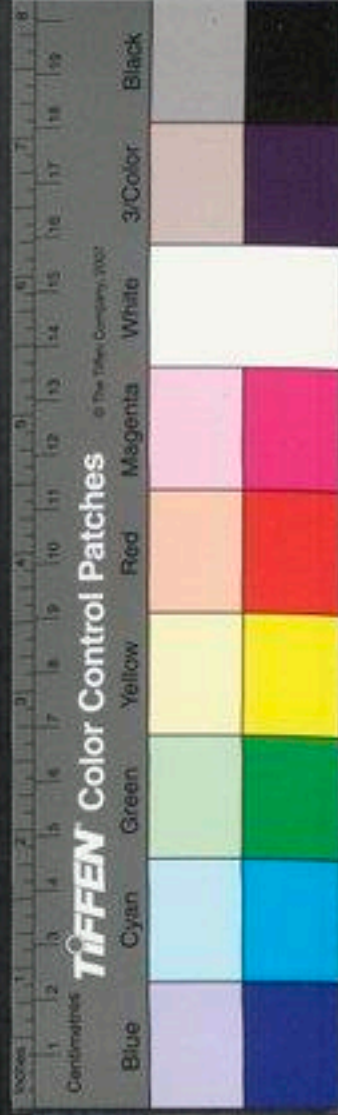 Inches 1 2 3 4 5 6 7 8
Centimetres 1 2 3 4 5 6 7 8 9 10 11 12 13 14 15 16 17 18 19
TIFFEN® Color Control Patches
© The Tiffen Company, 2007
Blue Cyan Green Yellow Red Magenta White 3/Color Black